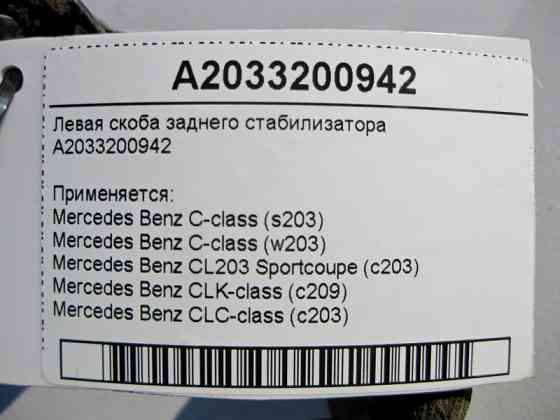 A2033200942
Левая скоба заднего стабилизатора
A2033200942
Применяется:
Mercedes Benz C-class (s203)
Mercedes Benz C-class (w203)
Mercedes Benz CL203 Sportcoupe (c203)
Mercedes Benz CLK-class (c209)
Mercedes Benz CLC-class (c203)